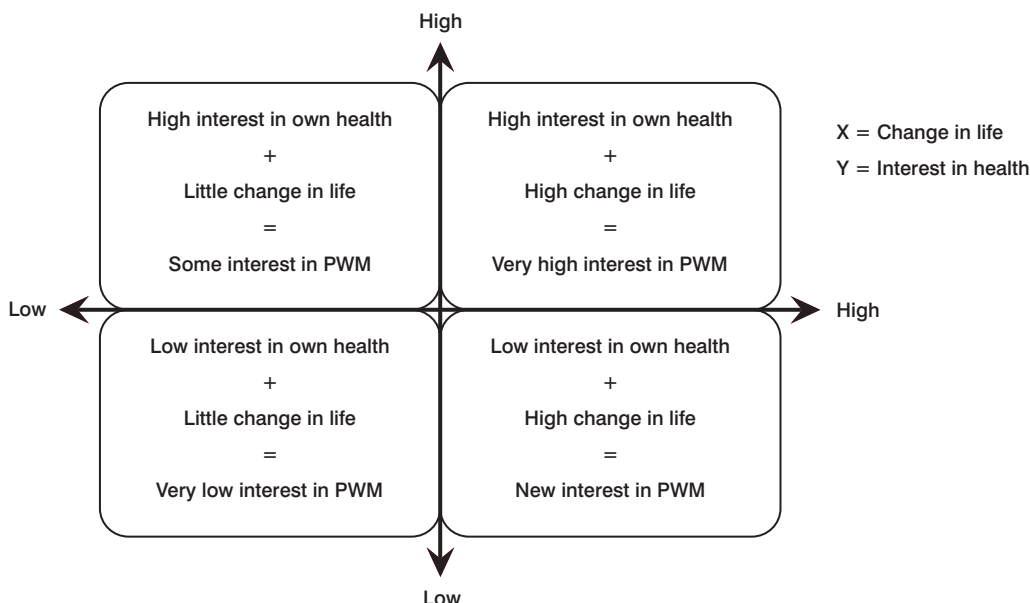 High
High interest in own health
+
Little change in life
=
Some interest in PWM
High interest in own health
+
High change in life
=
Very high interest in PWM
X = Change in life
Y = Interest in health
Low
High
Low interest in own health
+
Little change in life
=
Very low interest in PWM
Low interest in own health
+
High change in life
=
New interest in PWM
Low